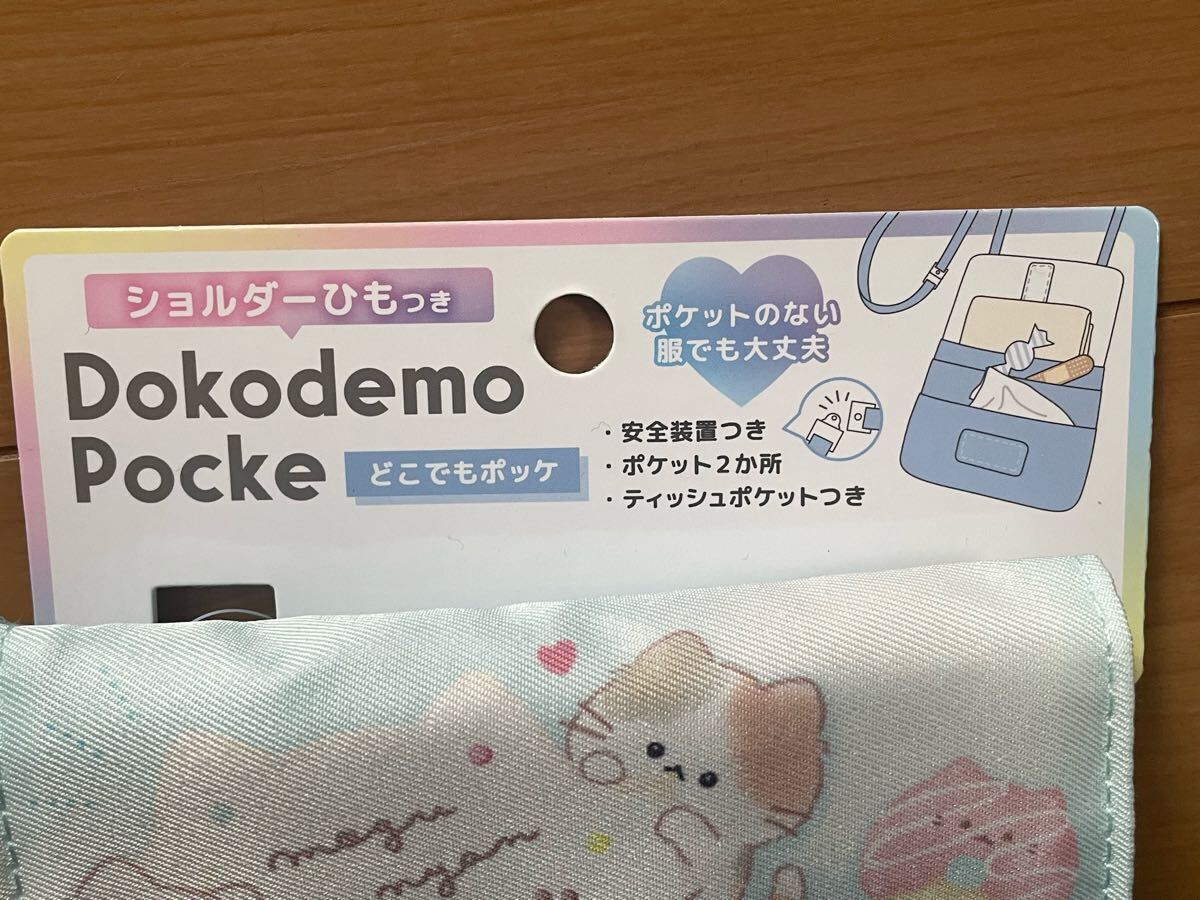 ショルダーひもつき
Dokodemo
Pocke
どこでもポッケ
ポケットのない
服でも大丈夫
・安全装置つき
・ポケット2か所
・ティッシュポケットつき
magu
nyan